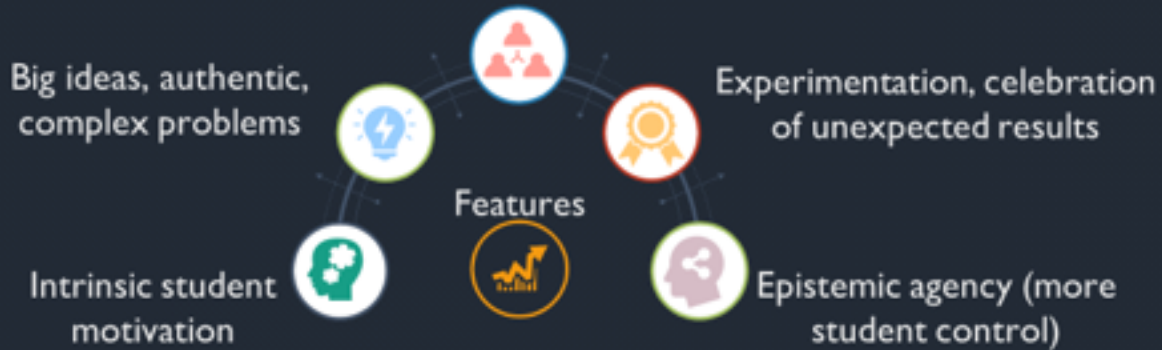 Big ideas, authentic,
complex problems
Experimentation, celebration
of unexpected results
Features
Intrinsic student
motivation
Epistemic agency (more
student control)